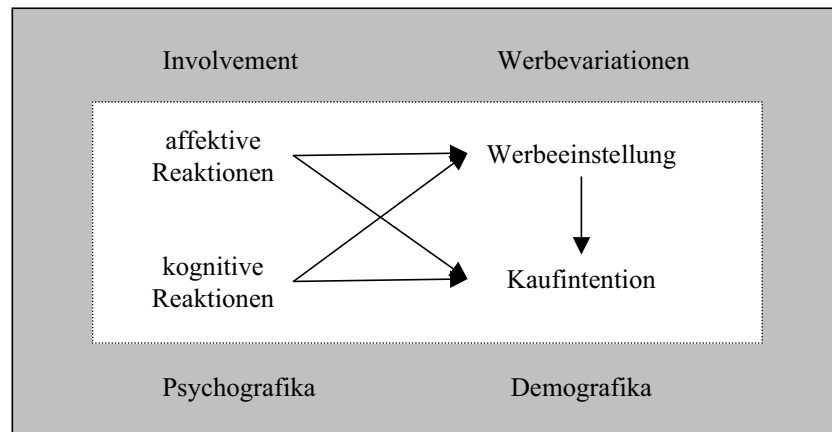 Involvement
Werbevariationen
affektive
Reaktionen
Werbeeinstellung
kognitive
Reaktionen
Kaufintention
Psychografika
Demografika